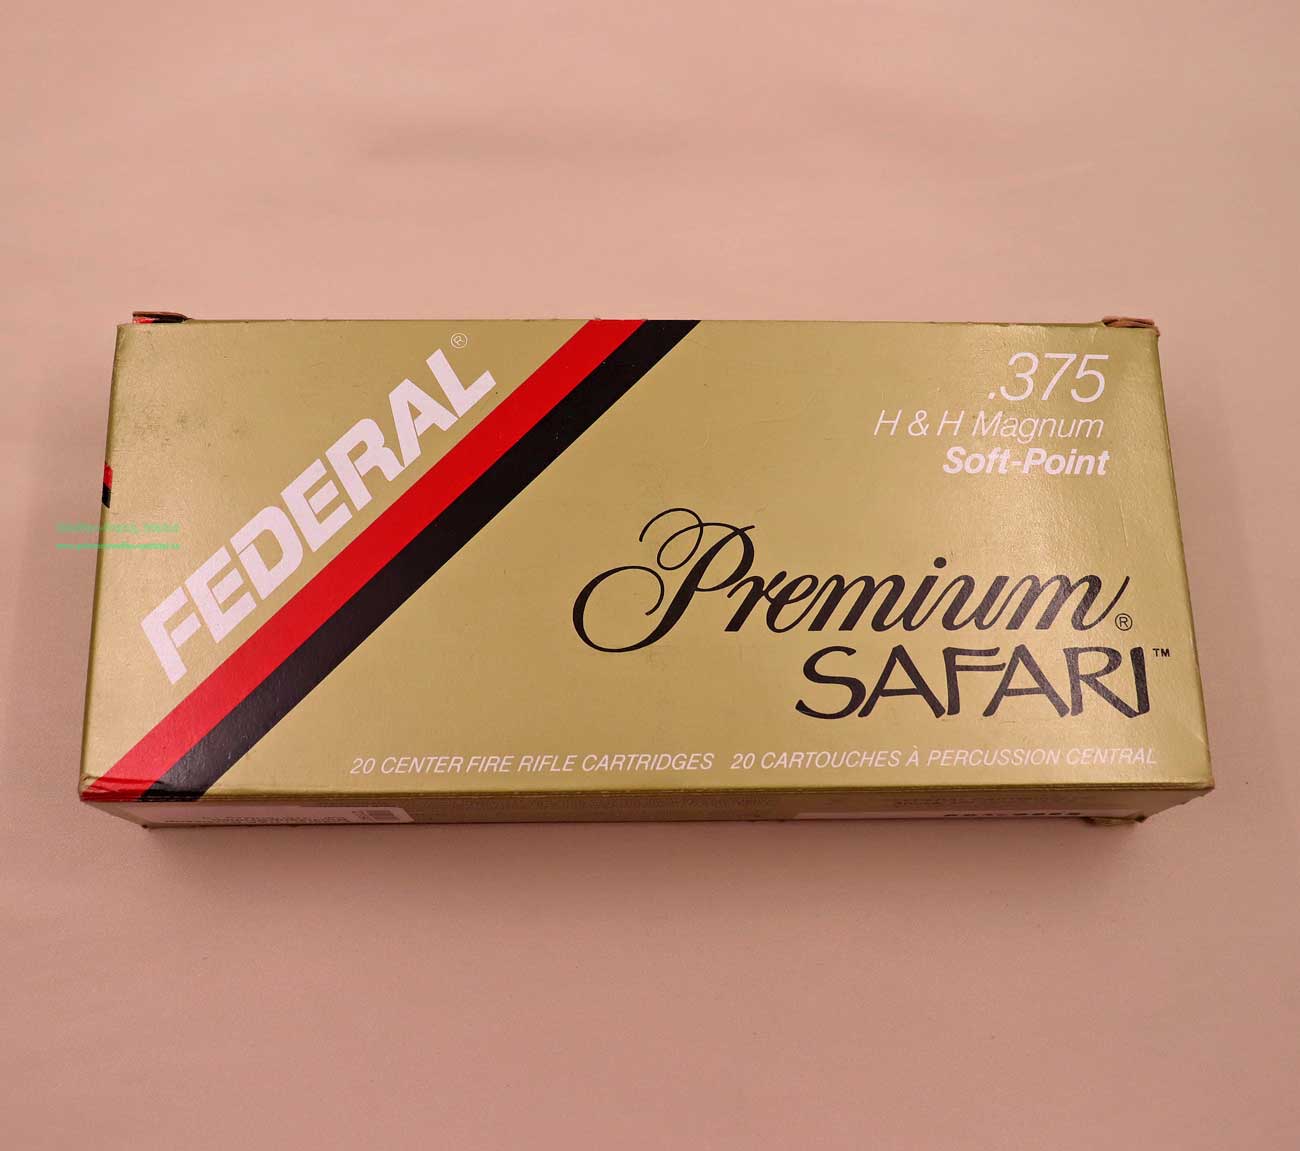 FEDERAL®
.375
H & H Magnum
Soft-Point
Premium®
SAFARI™
20 CENTER FIRE RIFLE CARTRIDGES 20 CARTOUCHES À PERCUSSION CENTRAL